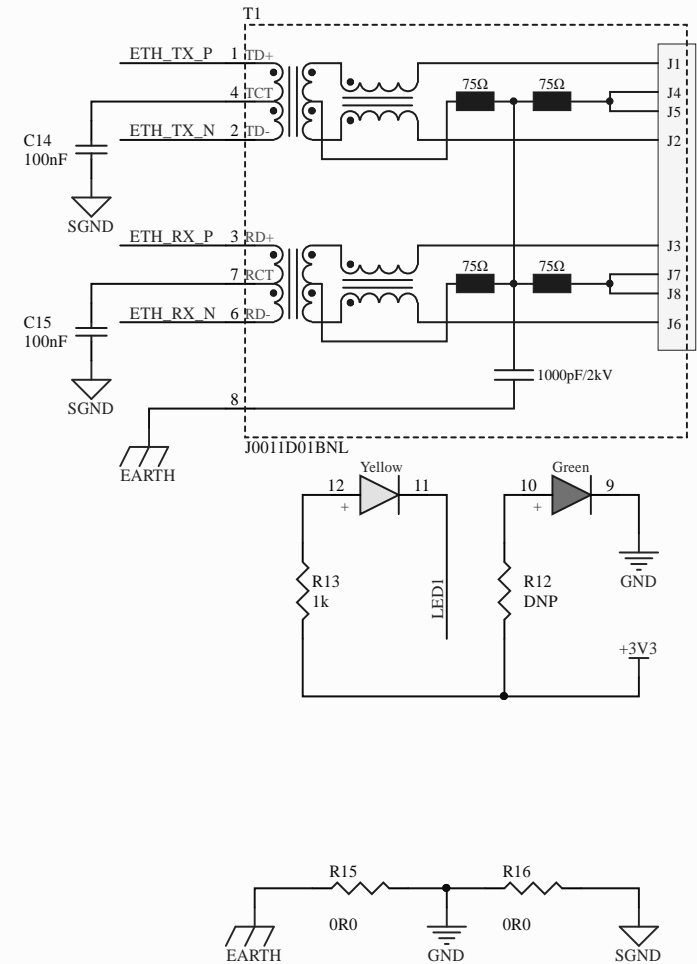 T1
ETH_TX_P 1 TD+ J1
75Ω 75Ω
4 TCT J4
J5
C14
100nF
ETH_TX_N 2 TD- J2
SGND
ETH_RX_P 3 RD+ J3
75Ω 75Ω
7 RCT J7
J8
C15
100nF
ETH_RX_N 6 RD- J6
1000pF/2kV
SGND
8
J0011D01BNL
EARTH
Yellow Green
12 11 10 9
+ +
R13
1k
LED1
R12
DNP
GND
+3V3
R15 R16
0R0 0R0
EARTH GND SGND